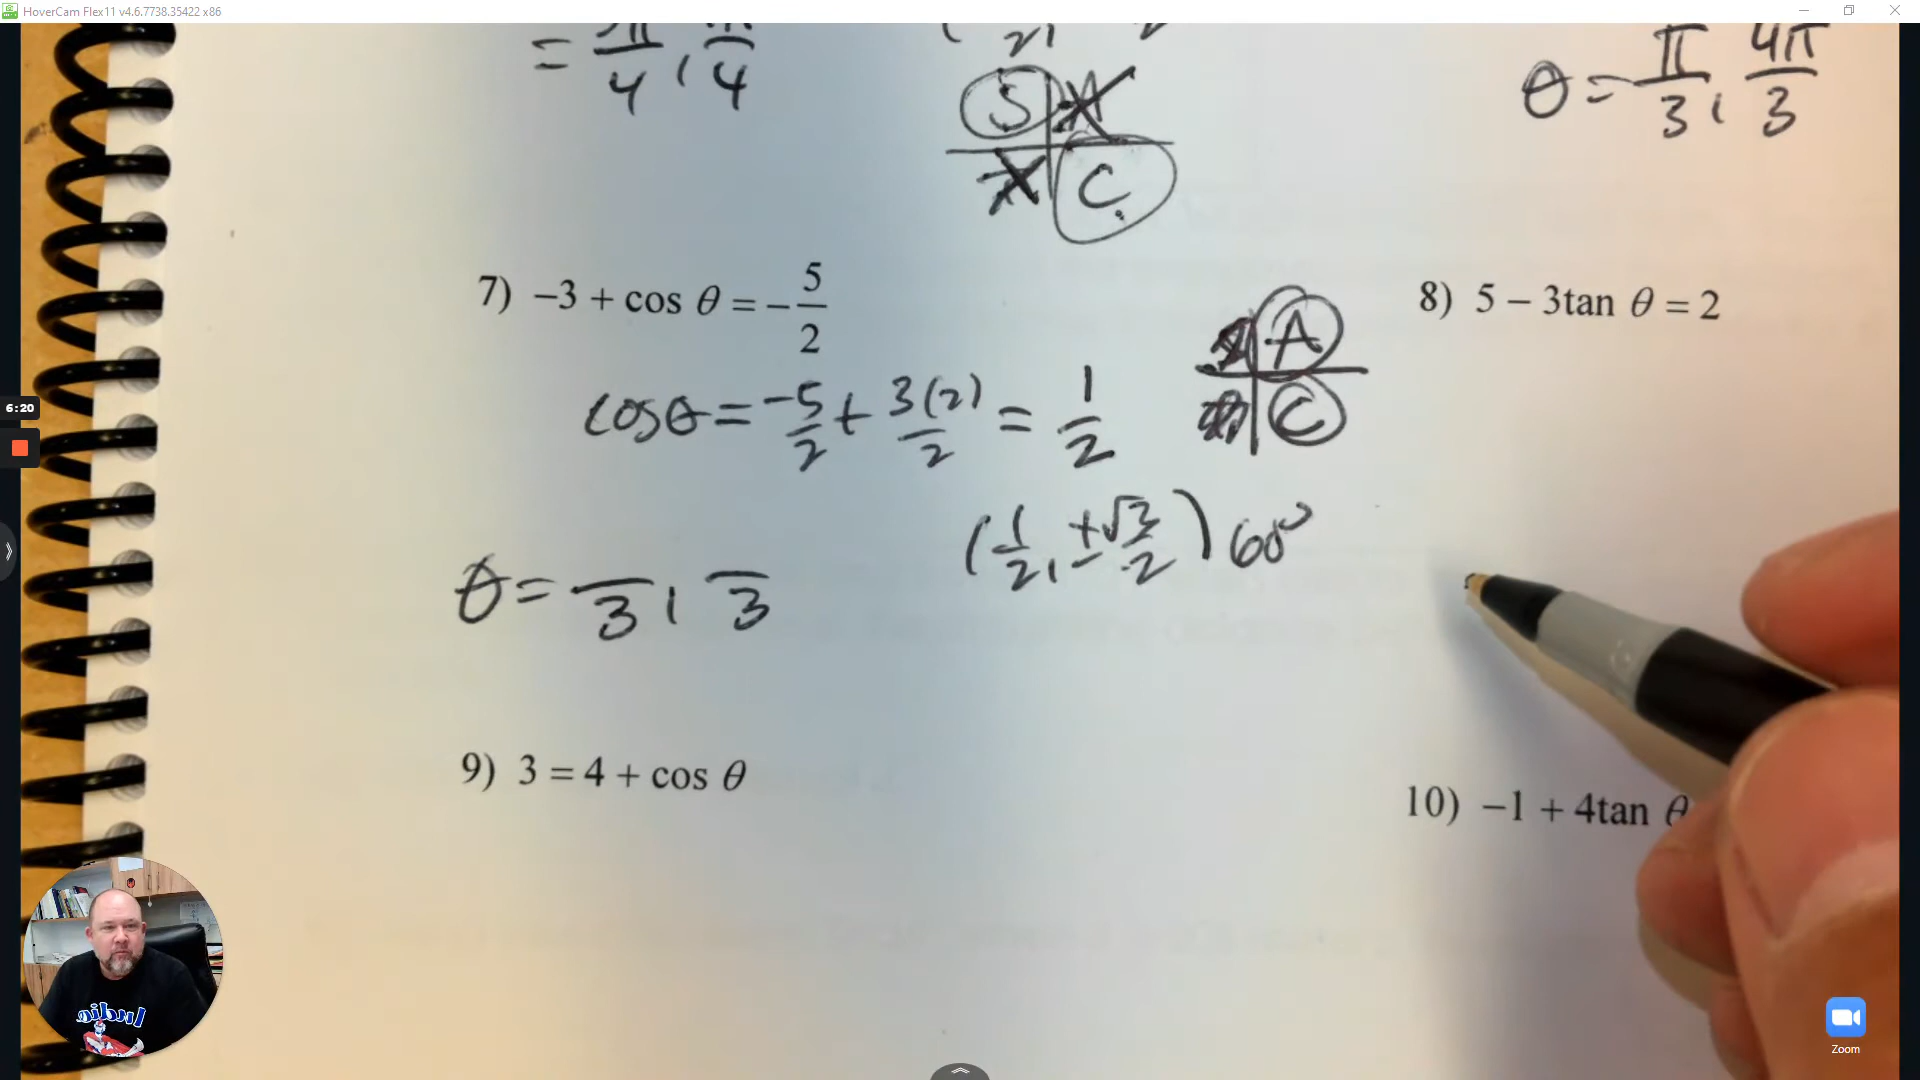 HoverCam Flex11 v4.6.7738.35422 x86
= π/4 , π/4
S A
C
θ = π/3 , 4π/3
7) −3 + cos θ = − 5/2
8) 5 − 3tan θ = 2
A
C
cosθ = -5/2 + 3(2)/2 = 1/2
6:20
(1/2, ±√3/2) 60°
θ = /3 , /3
9) 3 = 4 + cos θ
10) −1 + 4tan θ
India
Zoom